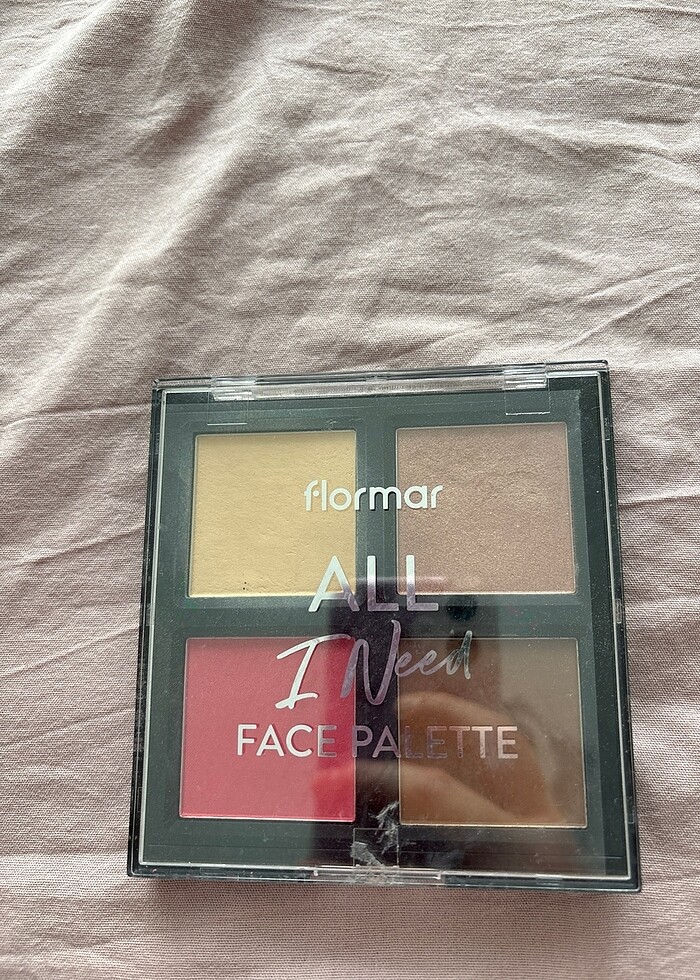 flormar
ALL
I Need
FACE PALETTE